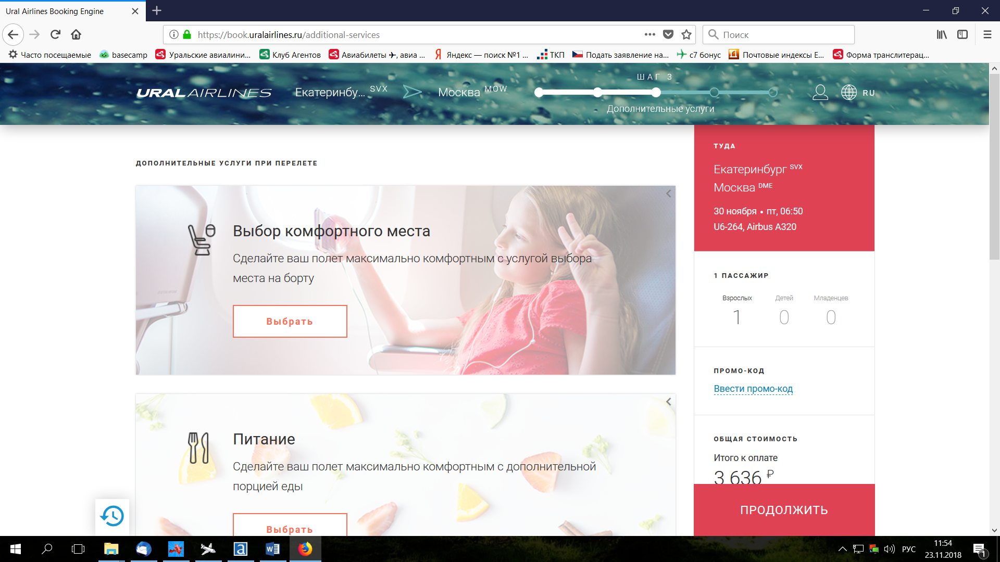 Ural Airlines Booking Engine
https://book.uralairlines.ru/additional-services
Поиск
Часто посещаемые
basecamp
Уральские авиалини...
Клуб Агентов
Авиабилеты ✈, авиа ...
Яндекс — поиск №1 ...
ТКП
Подать заявление на...
с7 бонус
Почтовые индексы Е...
Форма транслитерац...
URAL AIRLINES
Екатеринбу... SVX
Москва MOW
ШАГ 3
Дополнительные услуги
RU
ДОПОЛНИТЕЛЬНЫЕ УСЛУГИ ПРИ ПЕРЕЛЕТЕ
Выбор комфортного места
Сделайте ваш полет максимально комфортным с услугой выбора
места на борту
Выбрать
Питание
Сделайте ваш полет максимально комфортным с дополнительной
порцией еды
Выбрать
ТУДА
Екатеринбург SVX
Москва DME
30 ноября • пт, 06:50
U6-264, Airbus A320
1 ПАССАЖИР
Взрослых Детей Младенцев
1 0 0
ПРОМО-КОД
Ввести промо-код
ОБЩАЯ СТОИМОСТЬ
Итого к оплате
3 636 ₽
ПРОДОЛЖИТЬ
РУС
11:54
23.11.2018
1